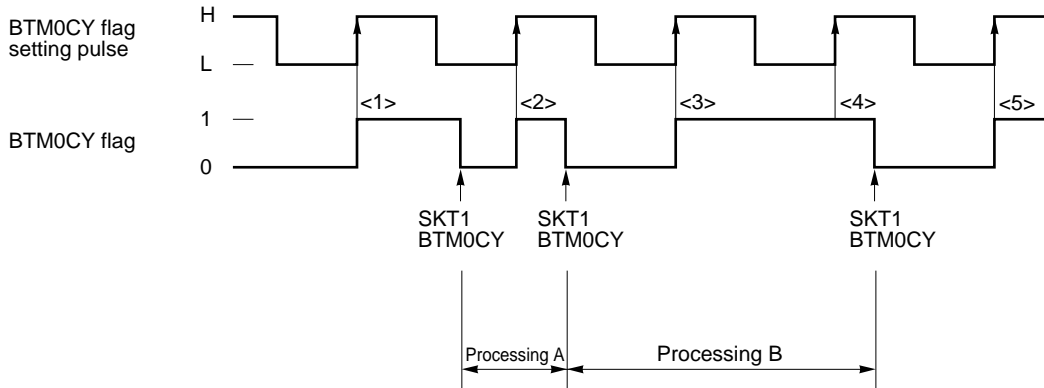 BTM0CY flag
setting pulse
H
L
<1>
<2>
<3>
<4>
<5>
BTM0CY flag
1
0
SKT1
BTM0CY
SKT1
BTM0CY
SKT1
BTM0CY
Processing A
Processing B